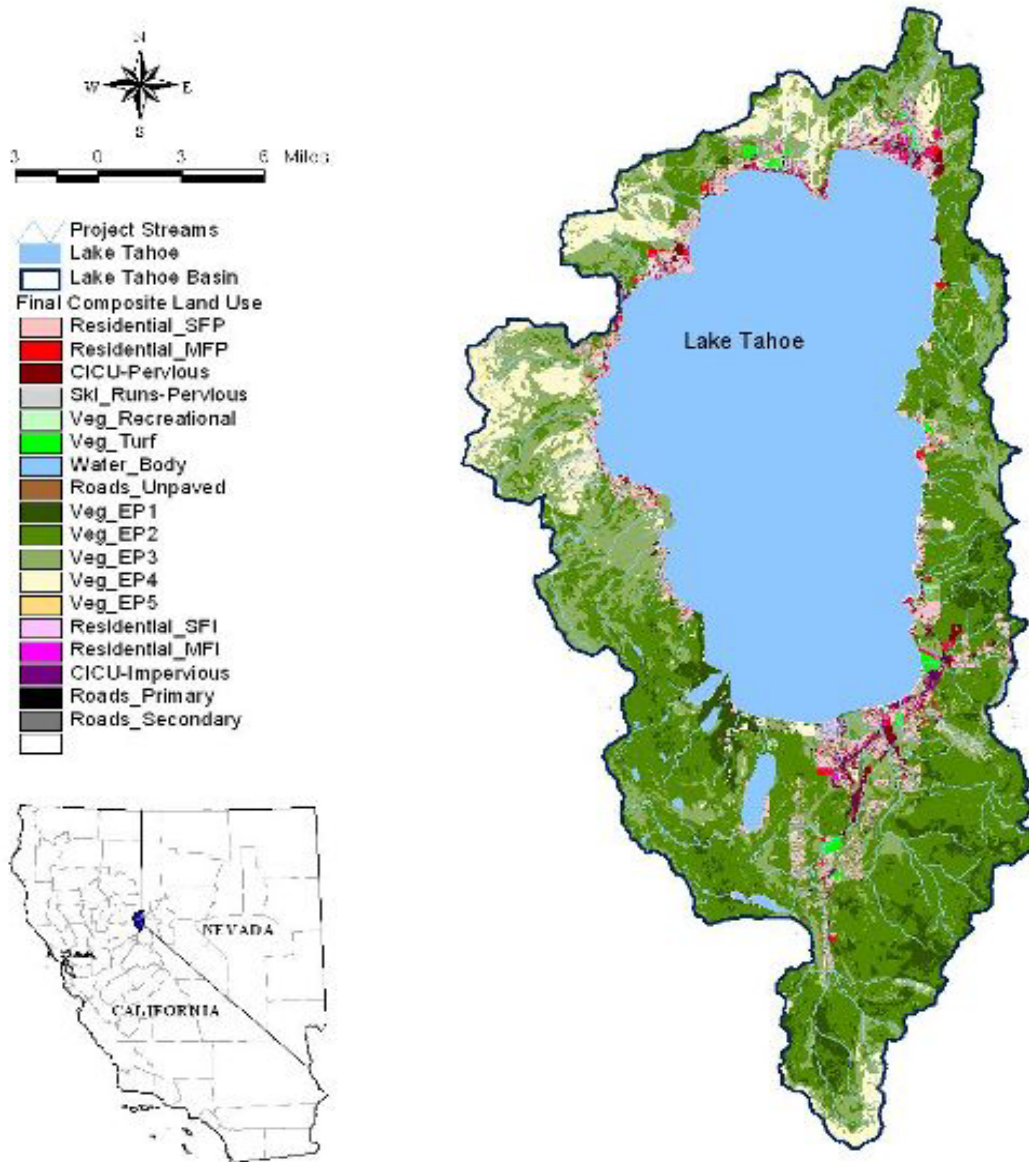 N
W E
S
3 0 3 6 Miles
Project Streams
Lake Tahoe
Lake Tahoe Basin
Final Composite Land Use
Residential_SFP
Residential_MFP
CICU-Pervious
Ski_Runs-Pervious
Veg_Recreational
Veg_Turf
Water_Body
Roads_Unpaved
Veg_EP1
Veg_EP2
Veg_EP3
Veg_EP4
Veg_EP5
Residential_SFI
Residential_MFI
CICU-Impervious
Roads_Primary
Roads_Secondary
Lake Tahoe
NEVADA
CALIFORNIA